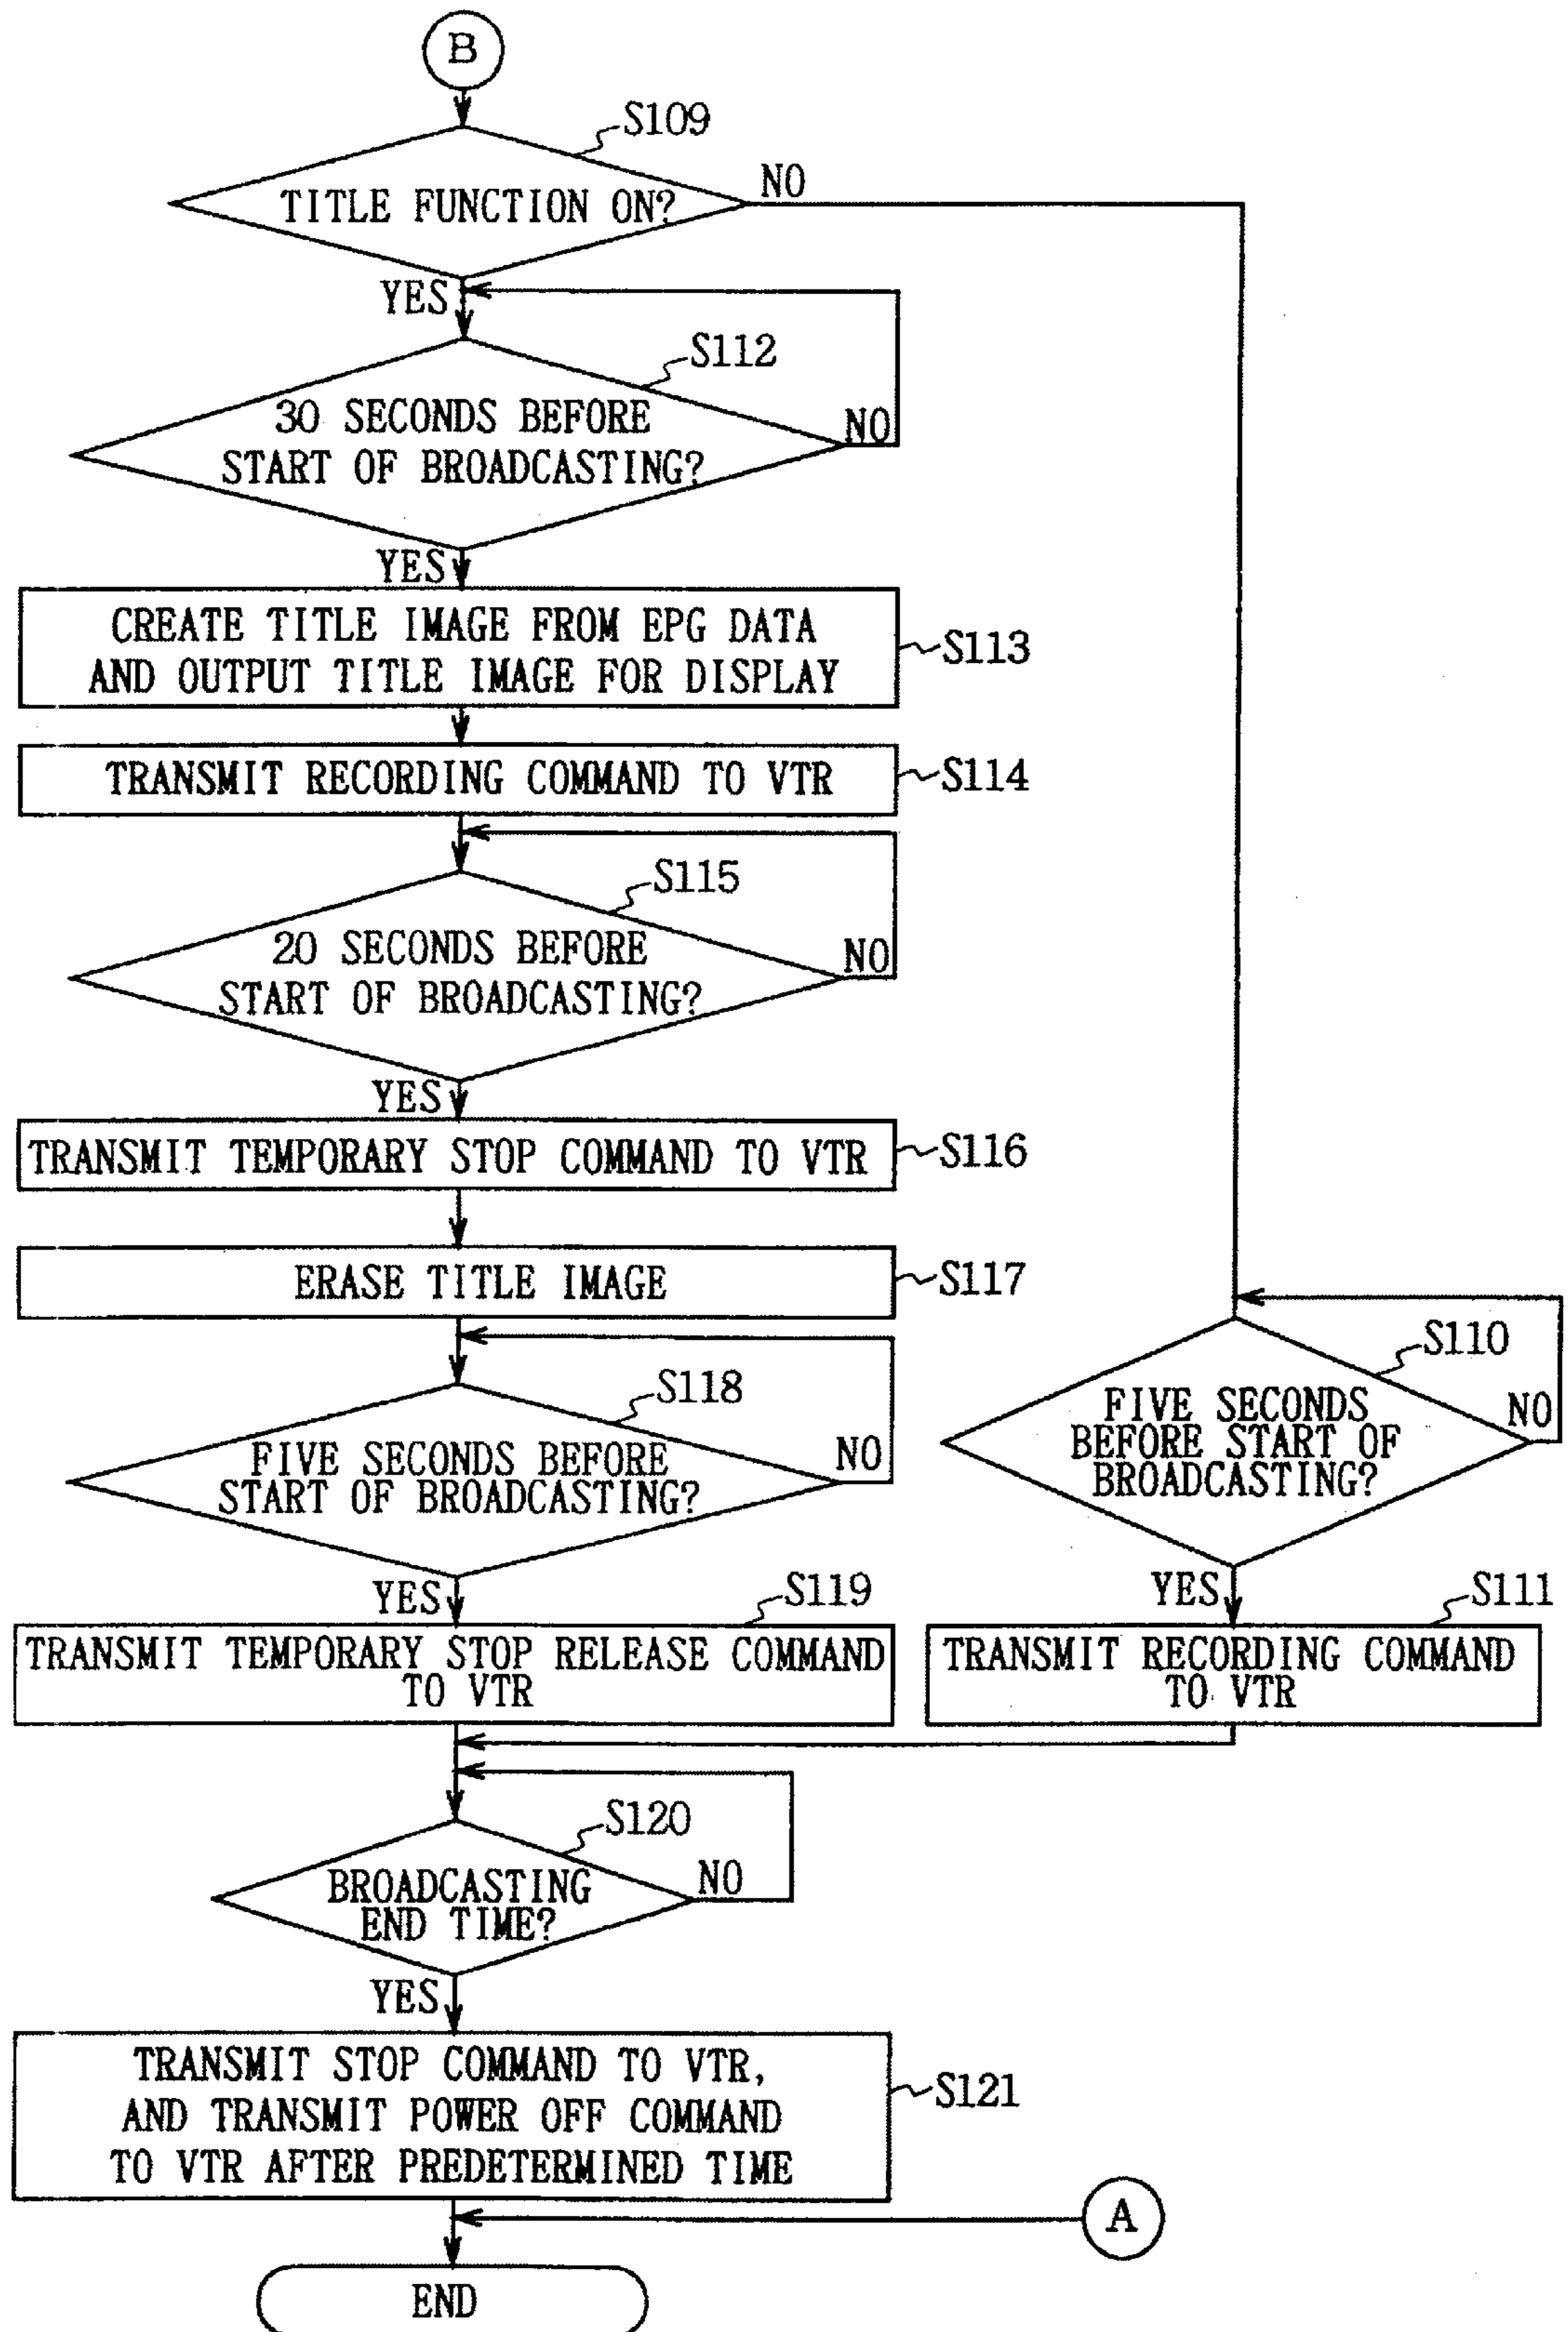 B
S109
TITLE FUNCTION ON?
NO
YES
S112
30 SECONDS BEFORE
START OF BROADCASTING?
NO
YES
CREATE TITLE IMAGE FROM EPG DATA
AND OUTPUT TITLE IMAGE FOR DISPLAY
S113
TRANSMIT RECORDING COMMAND TO VTR
S114
S115
20 SECONDS BEFORE
START OF BROADCASTING?
NO
YES
TRANSMIT TEMPORARY STOP COMMAND TO VTR
S116
ERASE TITLE IMAGE
S117
S118
FIVE SECONDS BEFORE
START OF BROADCASTING?
NO
YES
S119
TRANSMIT TEMPORARY STOP RELEASE COMMAND
TO VTR
S110
FIVE SECONDS
BEFORE START OF
BROADCASTING?
NO
YES
S111
TRANSMIT RECORDING COMMAND
TO VTR
S120
BROADCASTING
END TIME?
NO
YES
TRANSMIT STOP COMMAND TO VTR,
AND TRANSMIT POWER OFF COMMAND
TO VTR AFTER PREDETERMINED TIME
S121
A
END